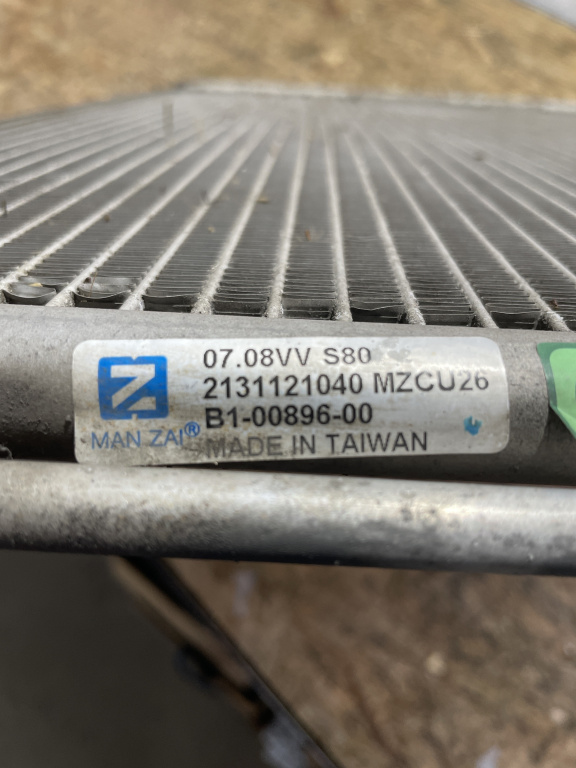 07.08VV S80
2131121040 MZCU26
B1-00896-00
MAN ZAI®
MADE IN TAIWAN